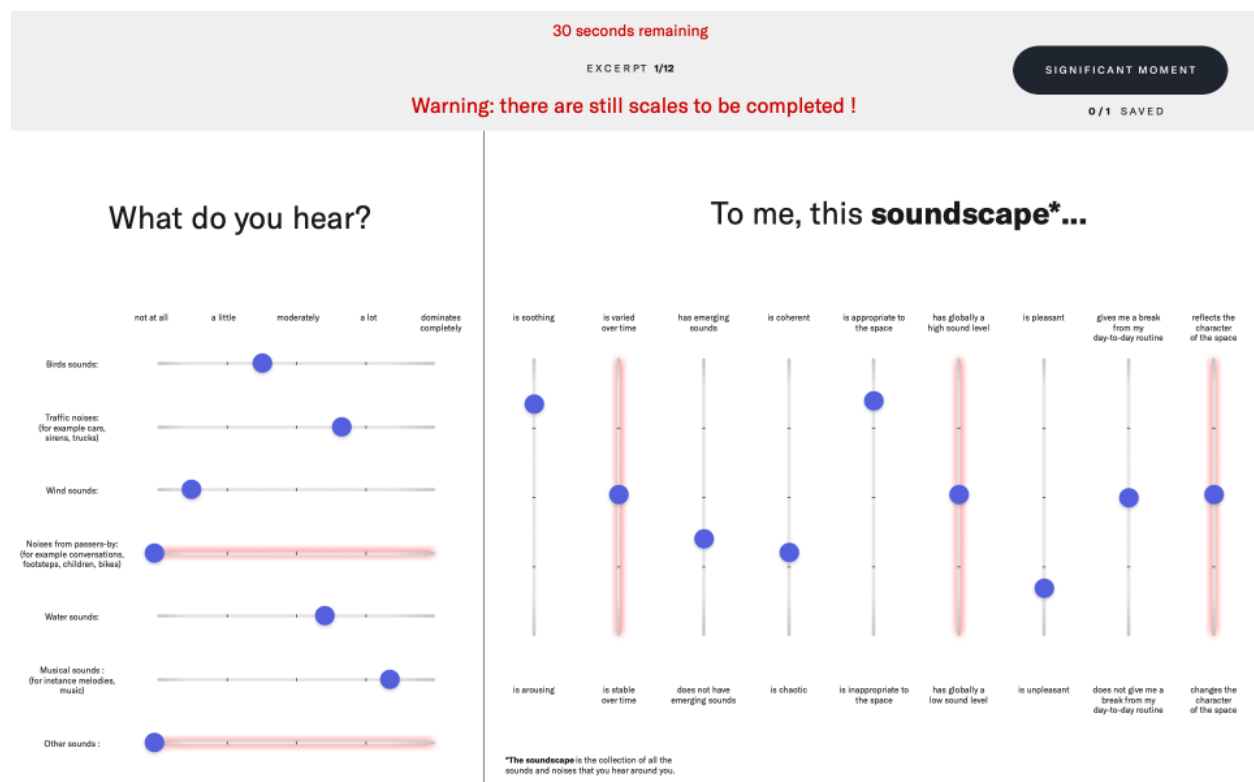 30 seconds remaining
EXCERPT 1/12
Warning: there are still scales to be completed !
SIGNIFICANT MOMENT
0/1 SAVED
What do you hear?
not at all
a little
moderately
a lot
dominates
completely
Birds sounds:
Traffic noises:
(for example cars,
sirens, trucks)
Wind sounds:
Noises from passers-by:
(for example conversations,
footsteps, children, bikes)
Water sounds:
Musical sounds :
(for instance melodies,
music)
Other sounds :
To me, this soundscape*...
is soothing
is varied
over time
has emerging
sounds
is coherent
is appropriate to
the space
has globally a
high sound level
is pleasant
gives me a break
from my
day-to-day routine
reflects the
character
of the space
is arousing
is stable
over time
does not have
emerging sounds
is chaotic
is inappropriate to
the space
has globally a
low sound level
is unpleasant
does not give me a
break from my
day-to-day routine
changes the
character
of the space
*The soundscape is the collection of all the
sounds and noises that you hear around you.